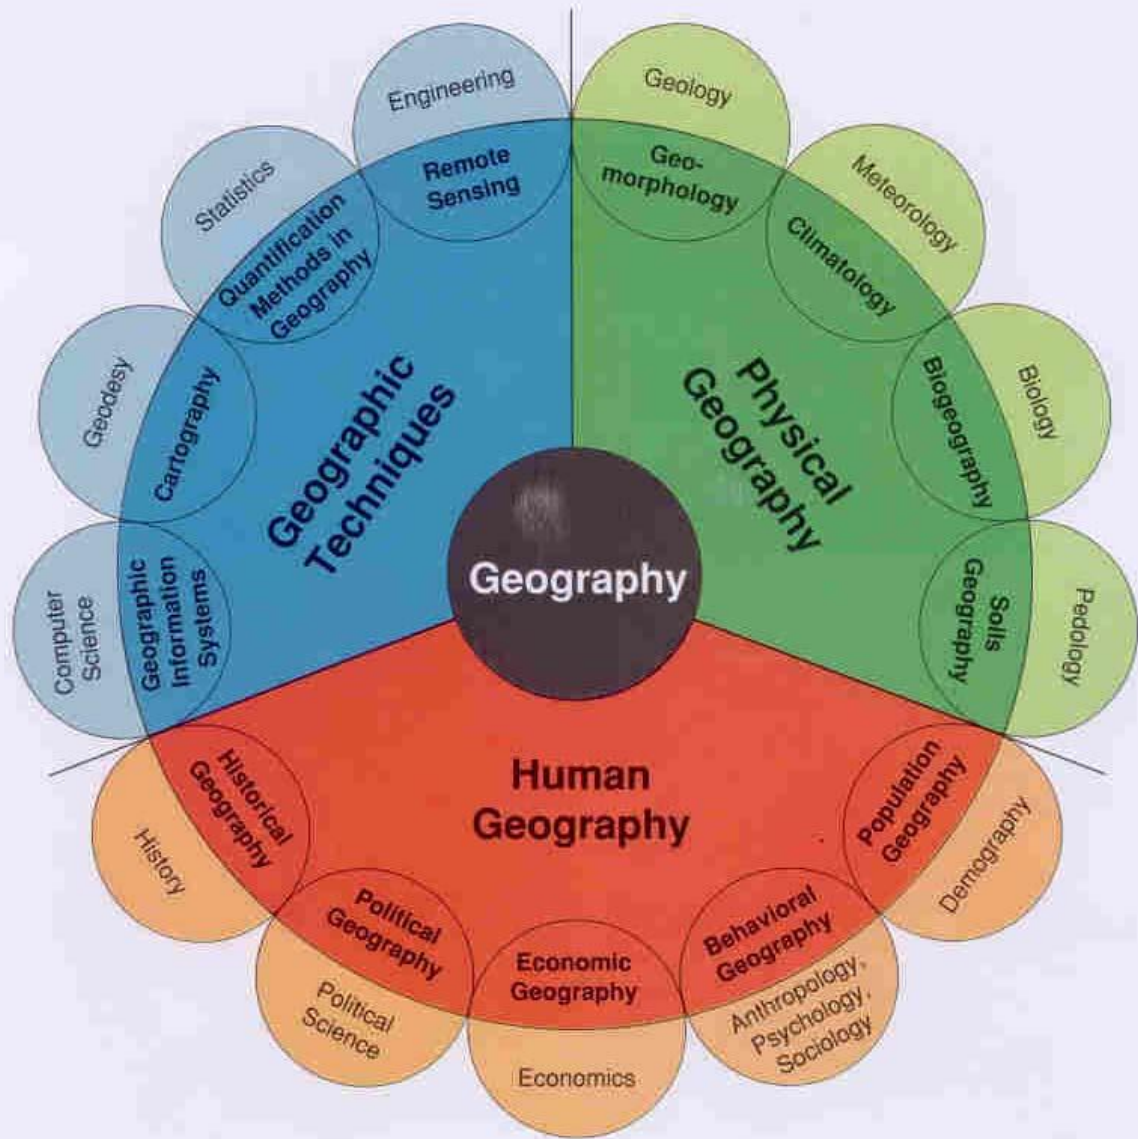 Engineering
Remote
Sensing
Statistics
Quantification
Methods in
Geography
Geodesy
Cartography
Computer
Science
Geographic
Information
Systems
Geographic
Techniques
Geology
Geo-
morphology
Meteorology
Climatology
Biology
Biogeography
Pedology
Soils
Geography
Physical
Geography
Geography
Human
Geography
Historical
Geography
History
Political
Geography
Political
Science
Economic
Geography
Economics
Behavioral
Geography
Anthropology,
Psychology,
Sociology
Population
Geography
Demography